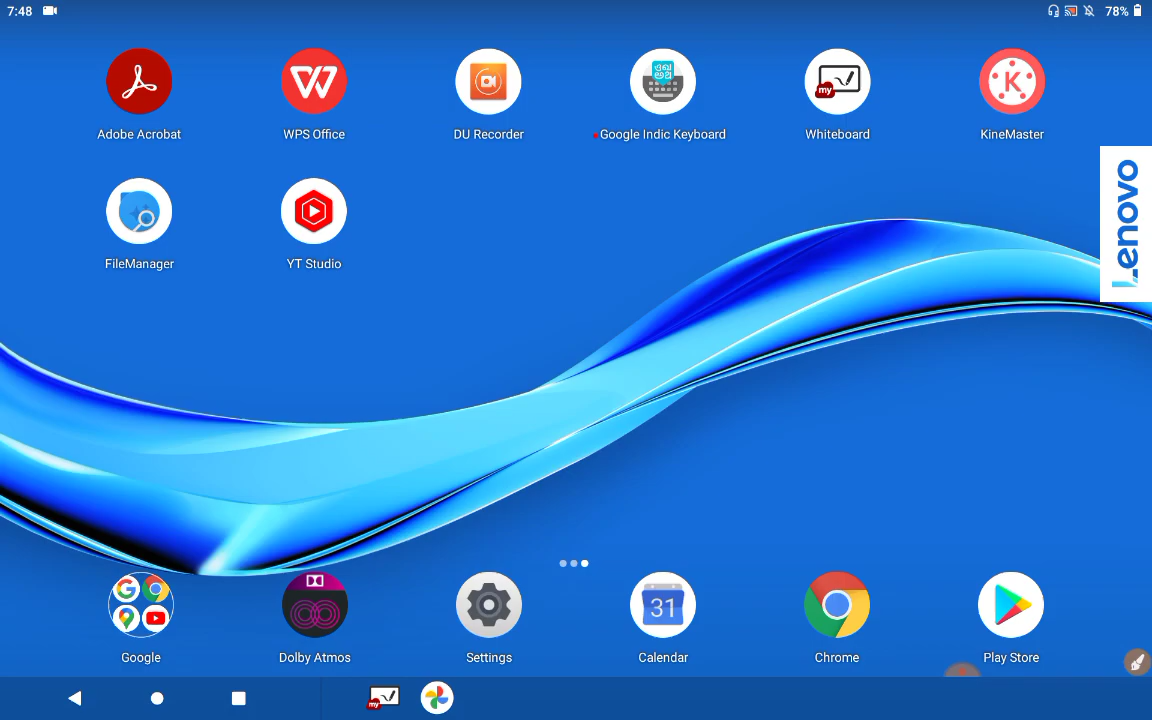 7:48
78%
Adobe Acrobat
WPS Office
DU Recorder
Google Indic Keyboard
Whiteboard
KineMaster
Lenovo
FileManager
YT Studio
Google
Dolby Atmos
Settings
31
Calendar
Chrome
Play Store
my